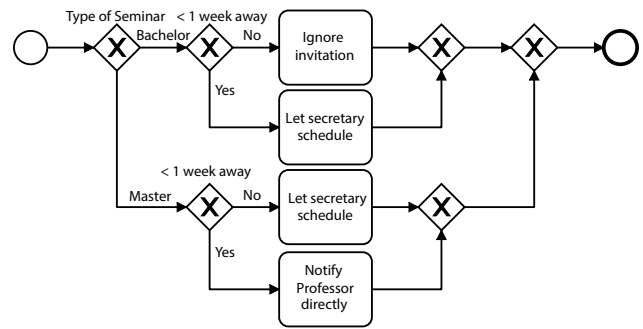 Type of Seminar
< 1 week away
Bachelor
No
Ignore
invitation
Yes
Let secretary
schedule
< 1 week away
Master
No
Let secretary
schedule
Yes
Notify
Professor
directly